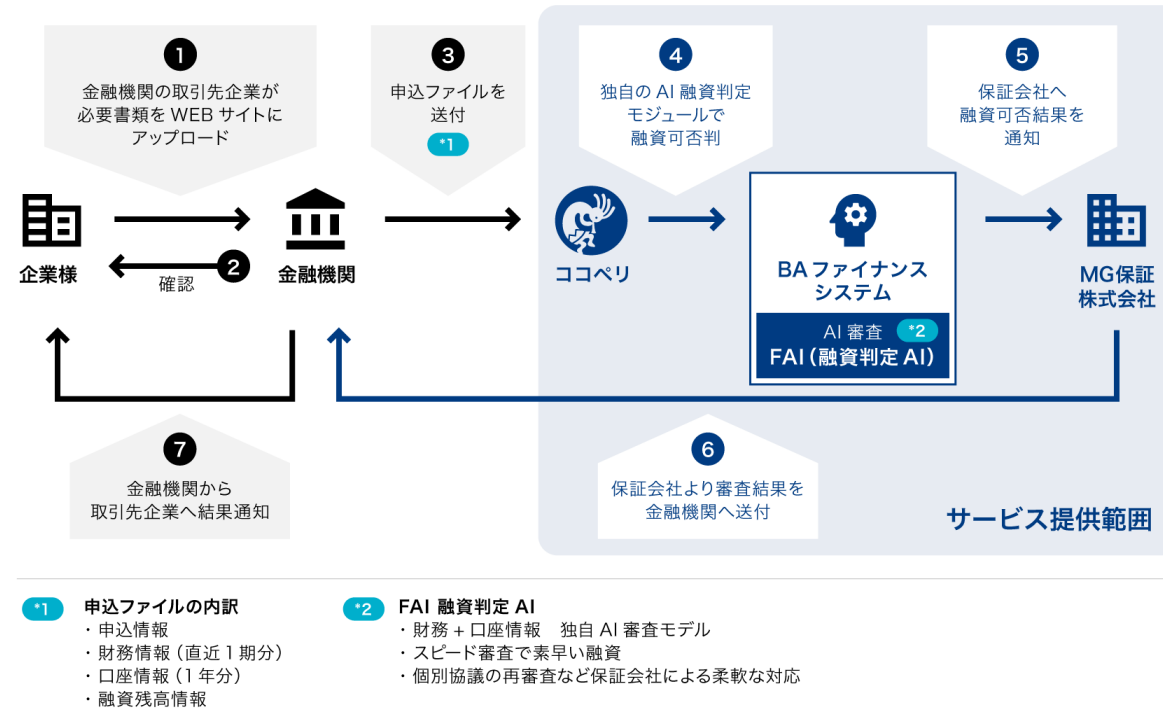 1
金融機関の取引先企業が
必要書類を WEB サイトに
アップロード
3
申込ファイルを
送付
*1
4
独自の AI 融資判定
モジュールで
融資可否判
5
保証会社へ
融資可否結果を
通知
企業様
2
確認
金融機関
ココペリ
BAファイナンス
システム
AI 審査 *2
FAI(融資判定 AI)
MG保証
株式会社
7
金融機関から
取引先企業へ結果通知
6
保証会社より審査結果を
金融機関へ送付
サービス提供範囲
*1 申込ファイルの内訳
・申込情報
・財務情報(直近1期分)
・口座情報(1年分)
・融資残高情報
*2 FAI 融資判定 AI
・財務 + 口座情報 独自 AI 審査モデル
・スピード審査で素早い融資
・個別協議の再審査など保証会社による柔軟な対応